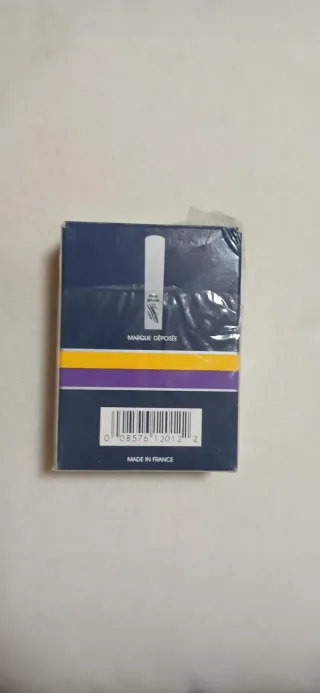 MARQUE DÉPOSÉE
0 08576 12012 2
MADE IN FRANCE